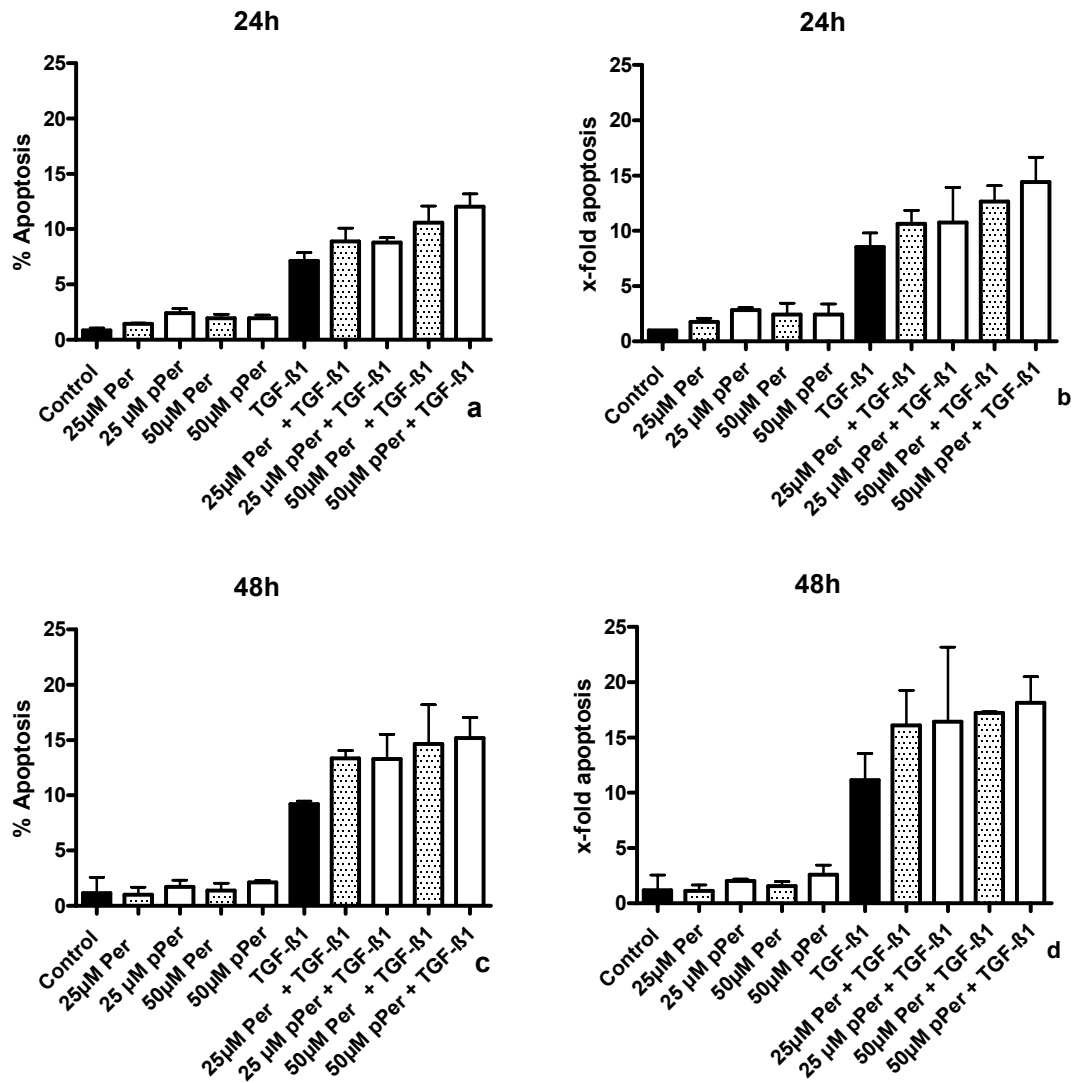 24h
% Apoptosis
25
20
15
10
5
0
Control
25µM Per
25 µM pPer
50µM Per
50µM pPer
TGF-ß1
25µM Per + TGF-ß1
25 µM pPer + TGF-ß1
50µM Per + TGF-ß1
50µM pPer + TGF-ß1
a
24h
x-fold apoptosis
25
20
15
10
5
0
Control
25µM Per
25 µM pPer
50µM Per
50µM pPer
TGF-ß1
25µM Per + TGF-ß1
25 µM pPer + TGF-ß1
50µM Per + TGF-ß1
50µM pPer + TGF-ß1
b
48h
% Apoptosis
25
20
15
10
5
0
Control
25µM Per
25 µM pPer
50µM Per
50µM pPer
TGF-ß1
25µM Per + TGF-ß1
25 µM pPer + TGF-ß1
50µM Per + TGF-ß1
50µM pPer + TGF-ß1
c
48h
x-fold apoptosis
25
20
15
10
5
0
Control
25µM Per
25 µM pPer
50µM Per
50µM pPer
TGF-ß1
25µM Per + TGF-ß1
25 µM pPer + TGF-ß1
50µM Per + TGF-ß1
50µM pPer + TGF-ß1
d